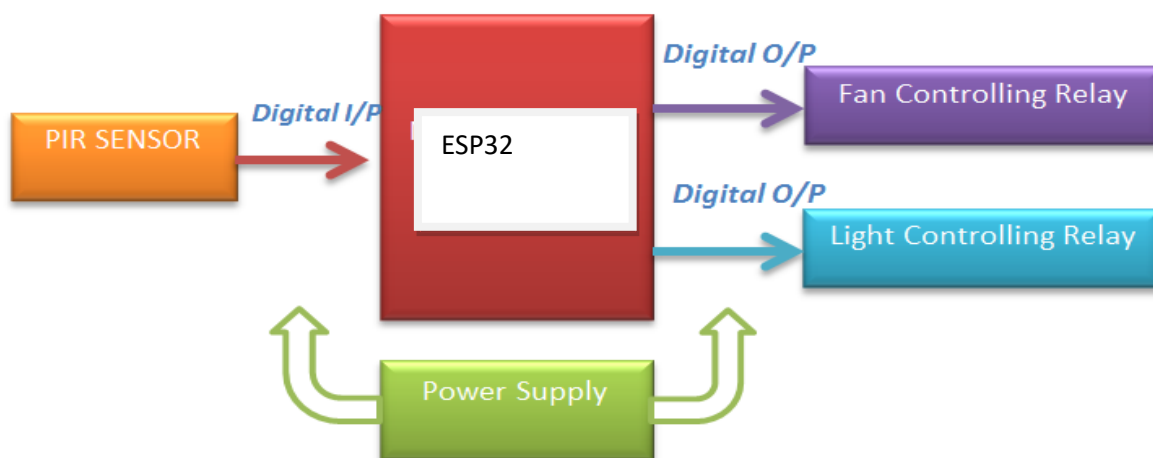 Digital O/P
Fan Controlling Relay
PIR SENSOR
Digital I/P
ESP32
Digital O/P
Light Controlling Relay
Power Supply